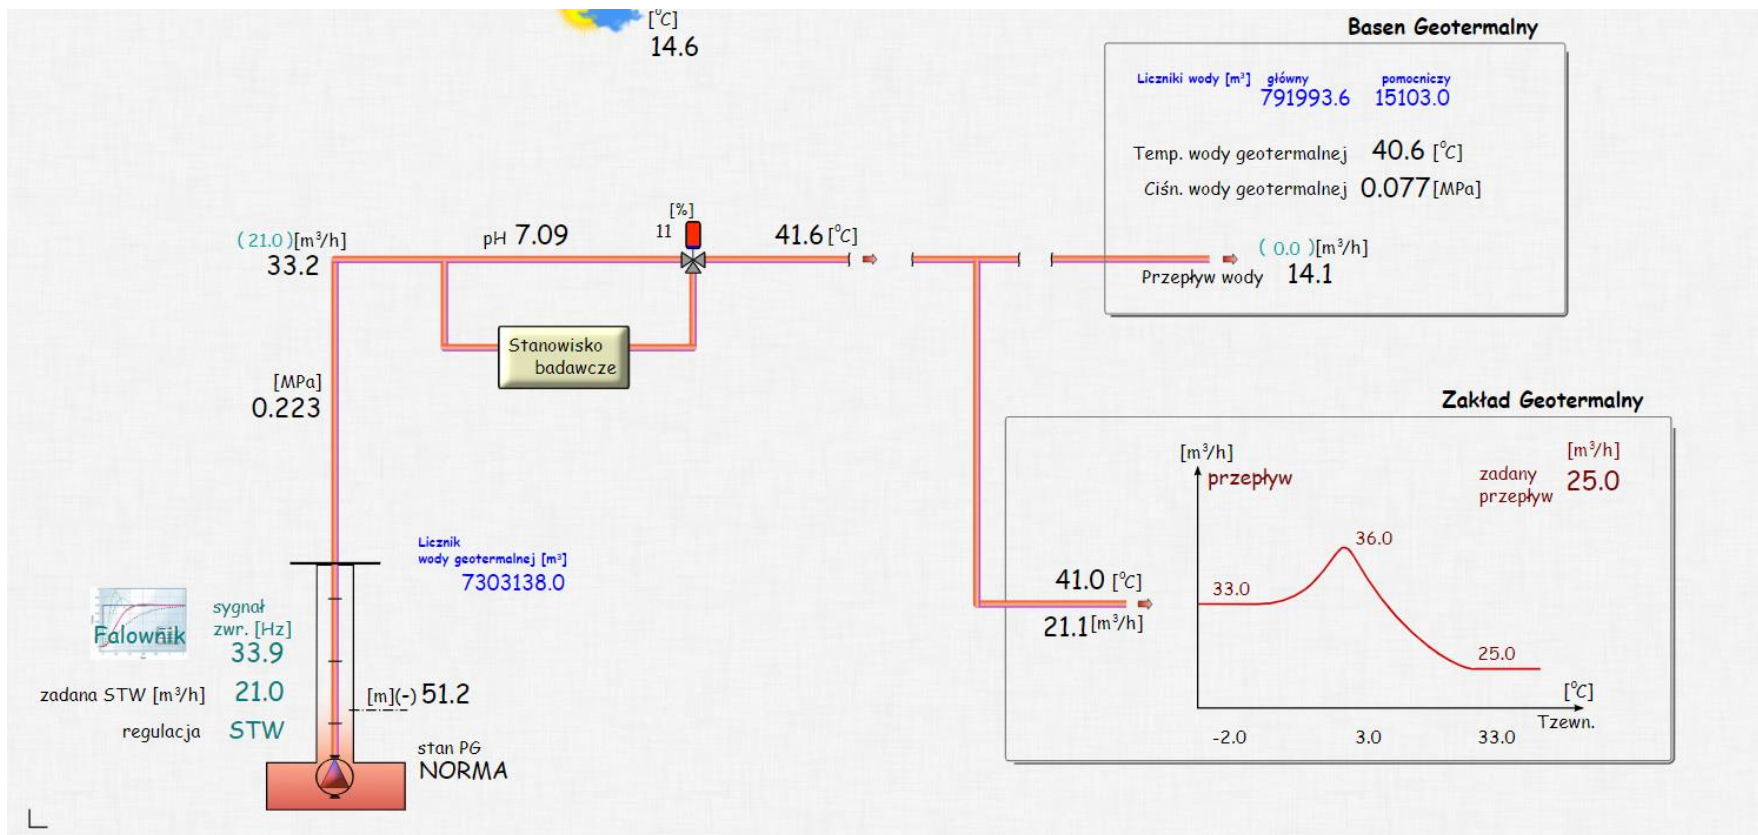 [°C]
14.6
Basen Geotermalny
Liczniki wody [m³] główny pomocniczy
791993.6 15103.0
Temp. wody geotermalnej 40.6 [°C]
Ciśn. wody geotermalnej 0.077 [MPa]
( 0.0 ) [m³/h]
Przepływ wody 14.1
( 21.0 ) [m³/h]
33.2
pH 7.09
[%]
11
41.6 [°C]
Stanowisko
badawcze
[MPa]
0.223
Zakład Geotermalny
[m³/h]
przepływ
[m³/h]
zadany
przepływ 25.0
36.0
33.0
25.0
[°C]
Tzewn.
-2.0 3.0 33.0
41.0 [°C]
21.1 [m³/h]
Licznik
wody geotermalnej [m³]
7303138.0
Falownik
sygnał
zwr. [Hz]
33.9
zadana STW [m³/h] 21.0
regulacja STW
[m](-) 51.2
stan PG
NORMA